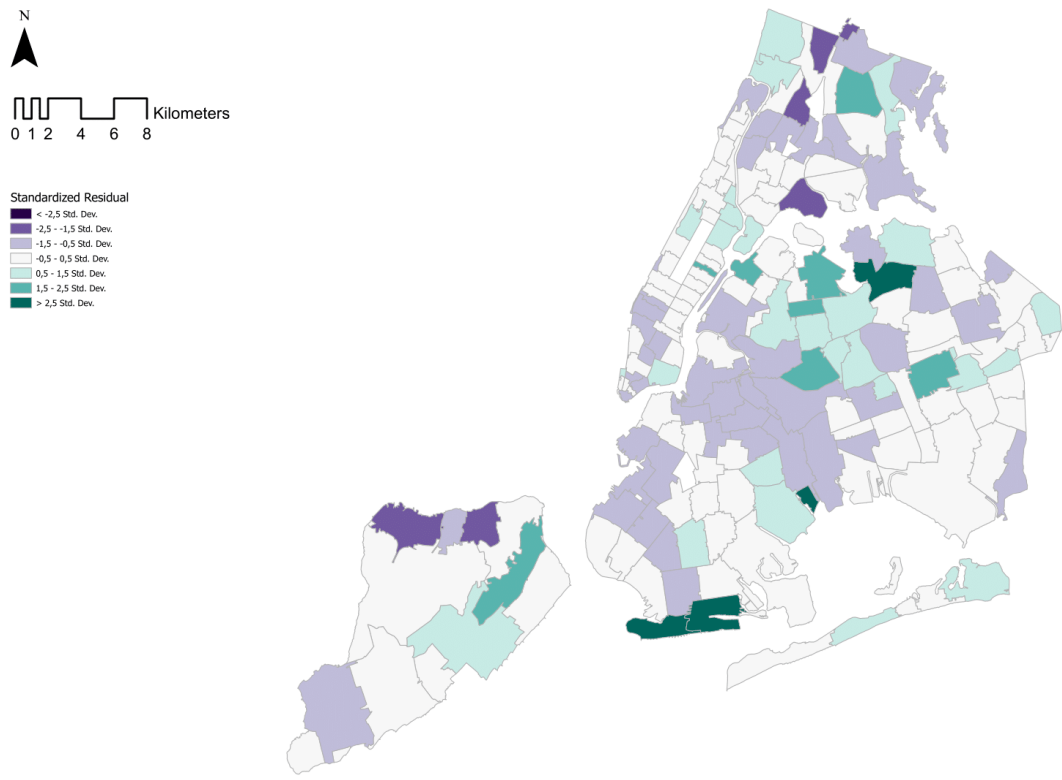 N
Kilometers
0 1 2 4 6 8
Standardized Residual
< -2,5 Std. Dev.
-2,5 - -1,5 Std. Dev.
-1,5 - -0,5 Std. Dev.
-0,5 - 0,5 Std. Dev.
0,5 - 1,5 Std. Dev.
1,5 - 2,5 Std. Dev.
> 2,5 Std. Dev.